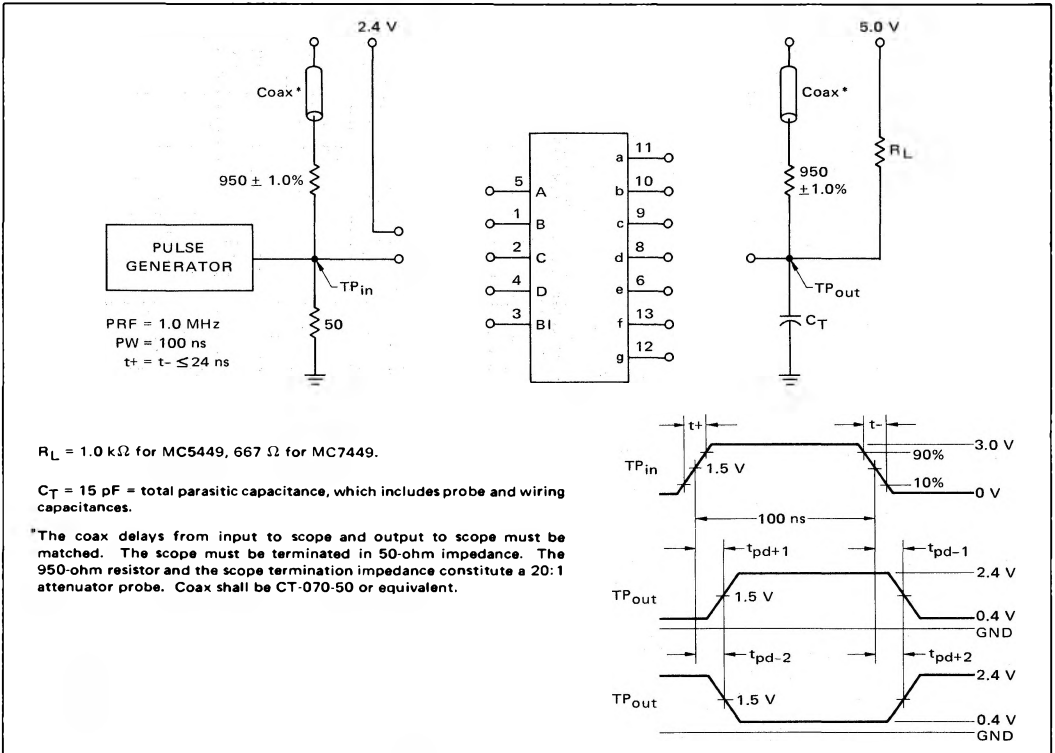 2.4 V
5.0 V
Coax*
Coax*
RL
950 ± 1.0%
950
±1.0%
PULSE
GENERATOR
TPin
TPout
CT
50
PRF = 1.0 MHz
PW = 100 ns
t+ = t- ≤ 24 ns
5 A
1 B
2 C
4 D
3 BI
a 11
b 10
c 9
d 8
e 6
f 13
g 12
RL = 1.0 kΩ for MC5449, 667 Ω for MC7449.
CT = 15 pF = total parasitic capacitance, which includes probe and wiring
capacitances.
*The coax delays from input to scope and output to scope must be
matched. The scope must be terminated in 50-ohm impedance. The
950-ohm resistor and the scope termination impedance constitute a 20:1
attenuator probe. Coax shall be CT-070-50 or equivalent.
t+
t-
3.0 V
90%
TPin
1.5 V
10%
0 V
100 ns
tpd+1
tpd-1
2.4 V
TPout
1.5 V
0.4 V
GND
tpd-2
tpd+2
2.4 V
TPout
1.5 V
0.4 V
GND